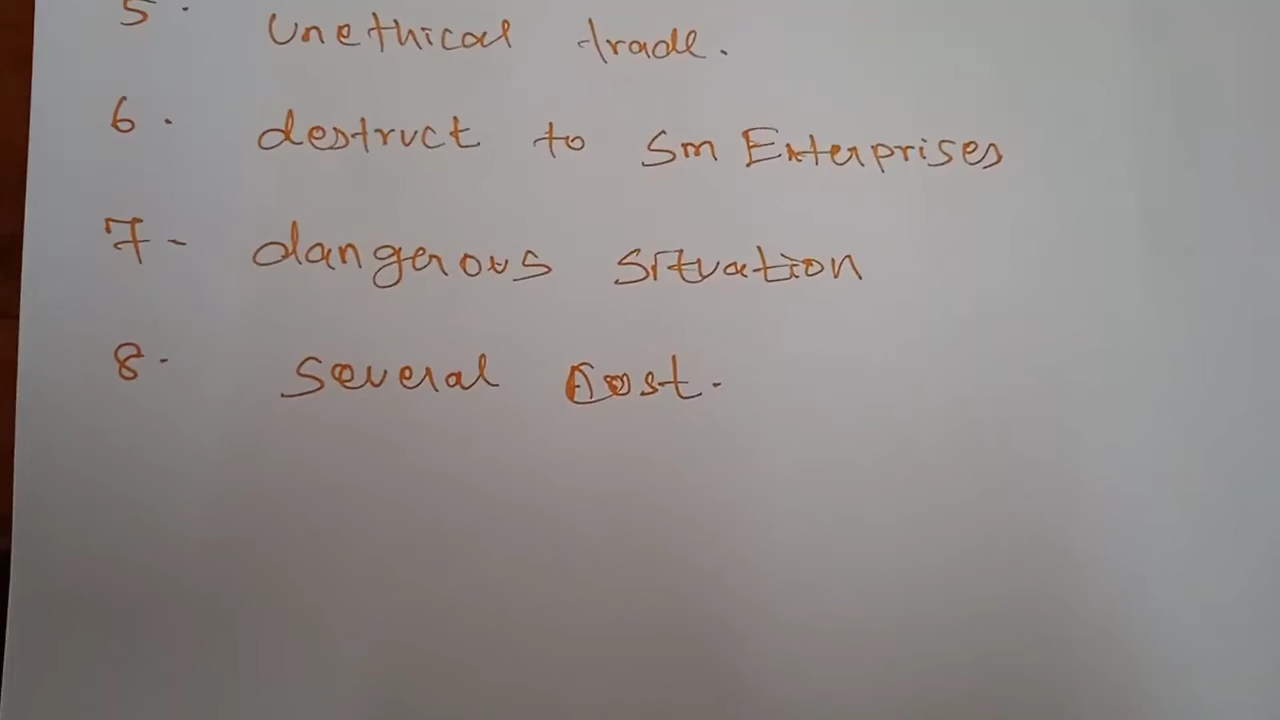 5. Unethical trade.
6. destruct to Sm Enterprises
7- dangerous situation
8. Several Cost.